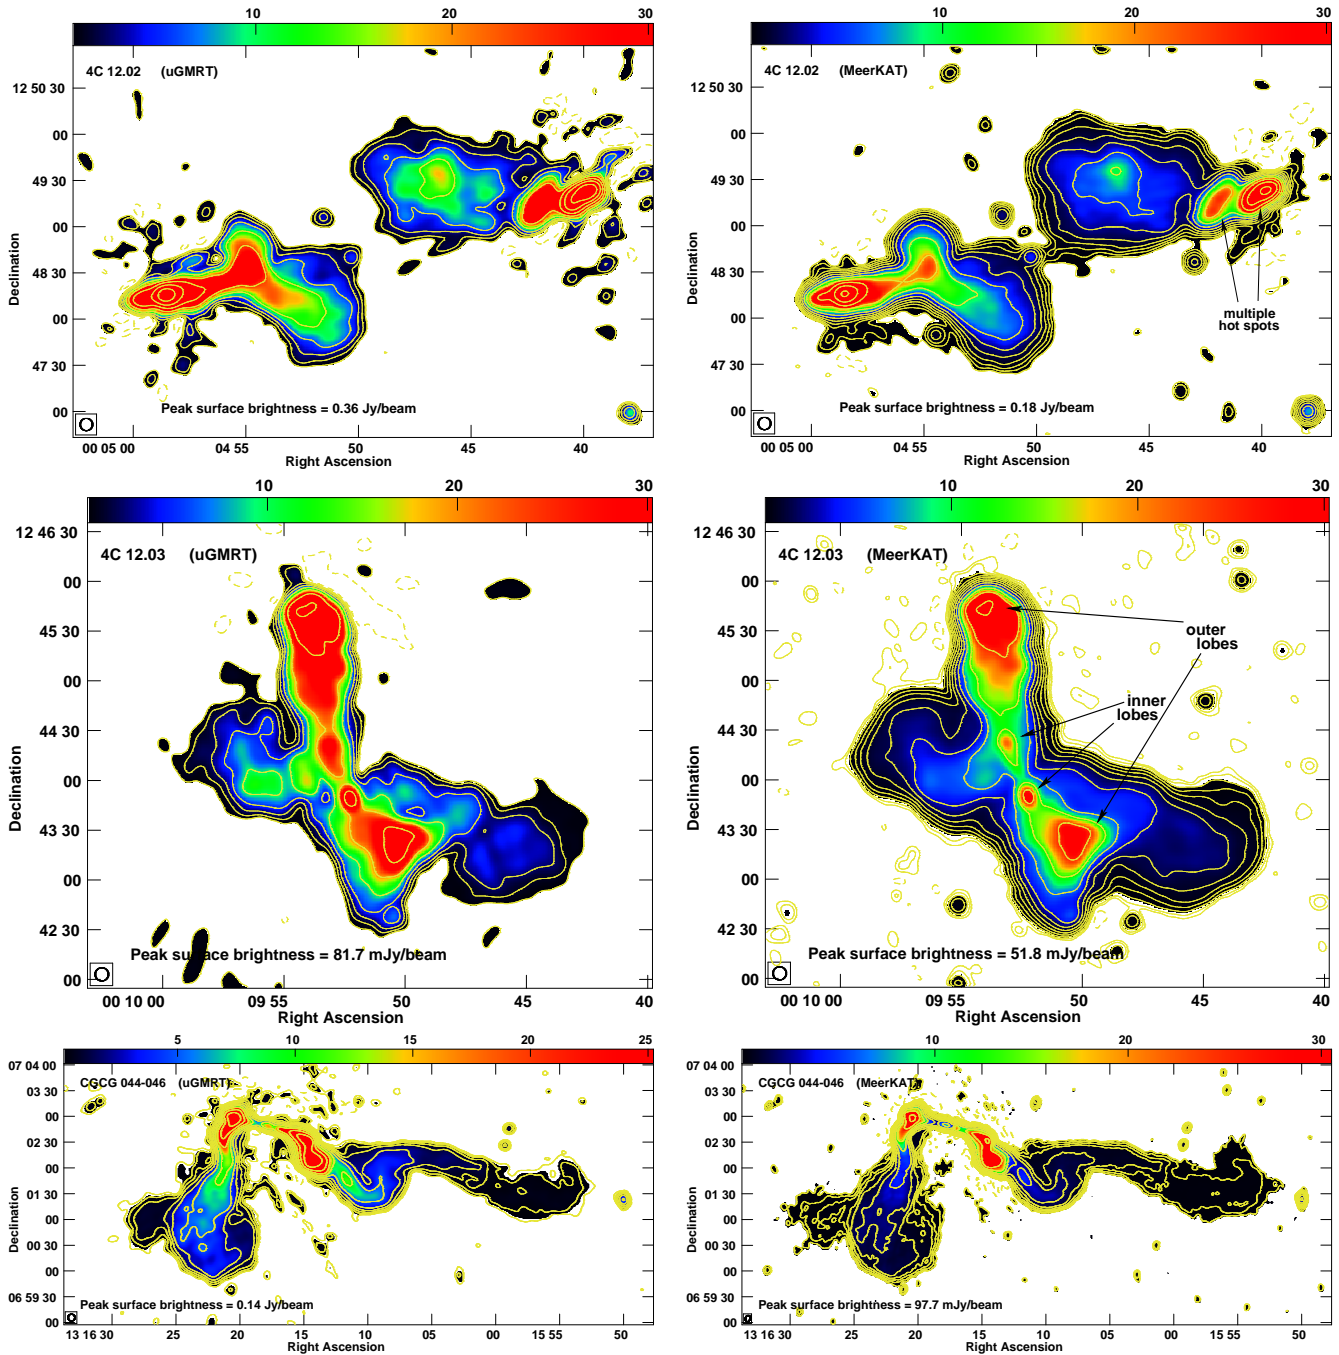 10 20 30
4C 12.02 (uGMRT)
12 50 30
00
49 30
00
48 30
00
47 30
00
Declination
Peak surface brightness = 0.36 Jy/beam
00 05 00 04 55 50 45 40
Right Ascension
10 20 30
4C 12.02 (MeerKAT)
12 50 30
00
49 30
00
48 30
00
47 30
00
Declination
multiple
hot spots
Peak surface brightness = 0.18 Jy/beam
00 05 00 04 55 50 45 40
Right Ascension
10 20 30
12 46 30
4C 12.03 (uGMRT)
00
45 30
00
44 30
00
43 30
00
42 30
00
Declination
Peak surface brightness = 81.7 mJy/beam
00 10 00 09 55 50 45 40
Right Ascension
10 20 30
12 46 30
4C 12.03 (MeerKAT)
00
45 30
00
44 30
00
43 30
00
42 30
00
Declination
outer
lobes
inner
lobes
Peak surface brightness = 51.8 mJy/beam
00 10 00 09 55 50 45 40
Right Ascension
5 10 15 20 25
07 04 00
CGCG 044-046 (uGMRT)
03 30
00
02 30
00
01 30
00
00 30
00
06 59 30
00
Declination
Peak surface brightness = 0.14 Jy/beam
13 16 30 25 20 15 10 05 00 15 55 50
Right Ascension
10 20 30
07 04 00
CGCG 044-046 (MeerKAT)
03 30
00
02 30
00
01 30
00
00 30
00
06 59 30
00
Declination
Peak surface brightness = 97.7 mJy/beam
13 16 30 25 20 15 10 05 00 15 55 50
Right Ascension